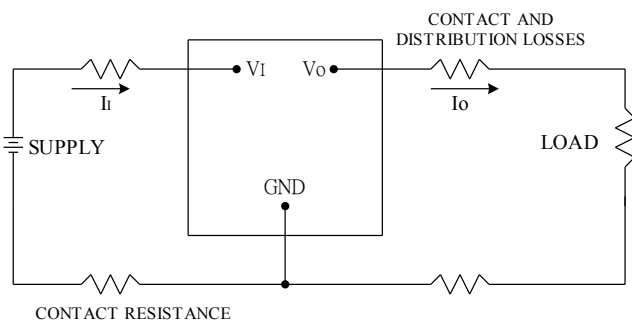 CONTACT AND
DISTRIBUTION LOSSES
VI
VO
II
IO
SUPPLY
LOAD
GND
CONTACT RESISTANCE